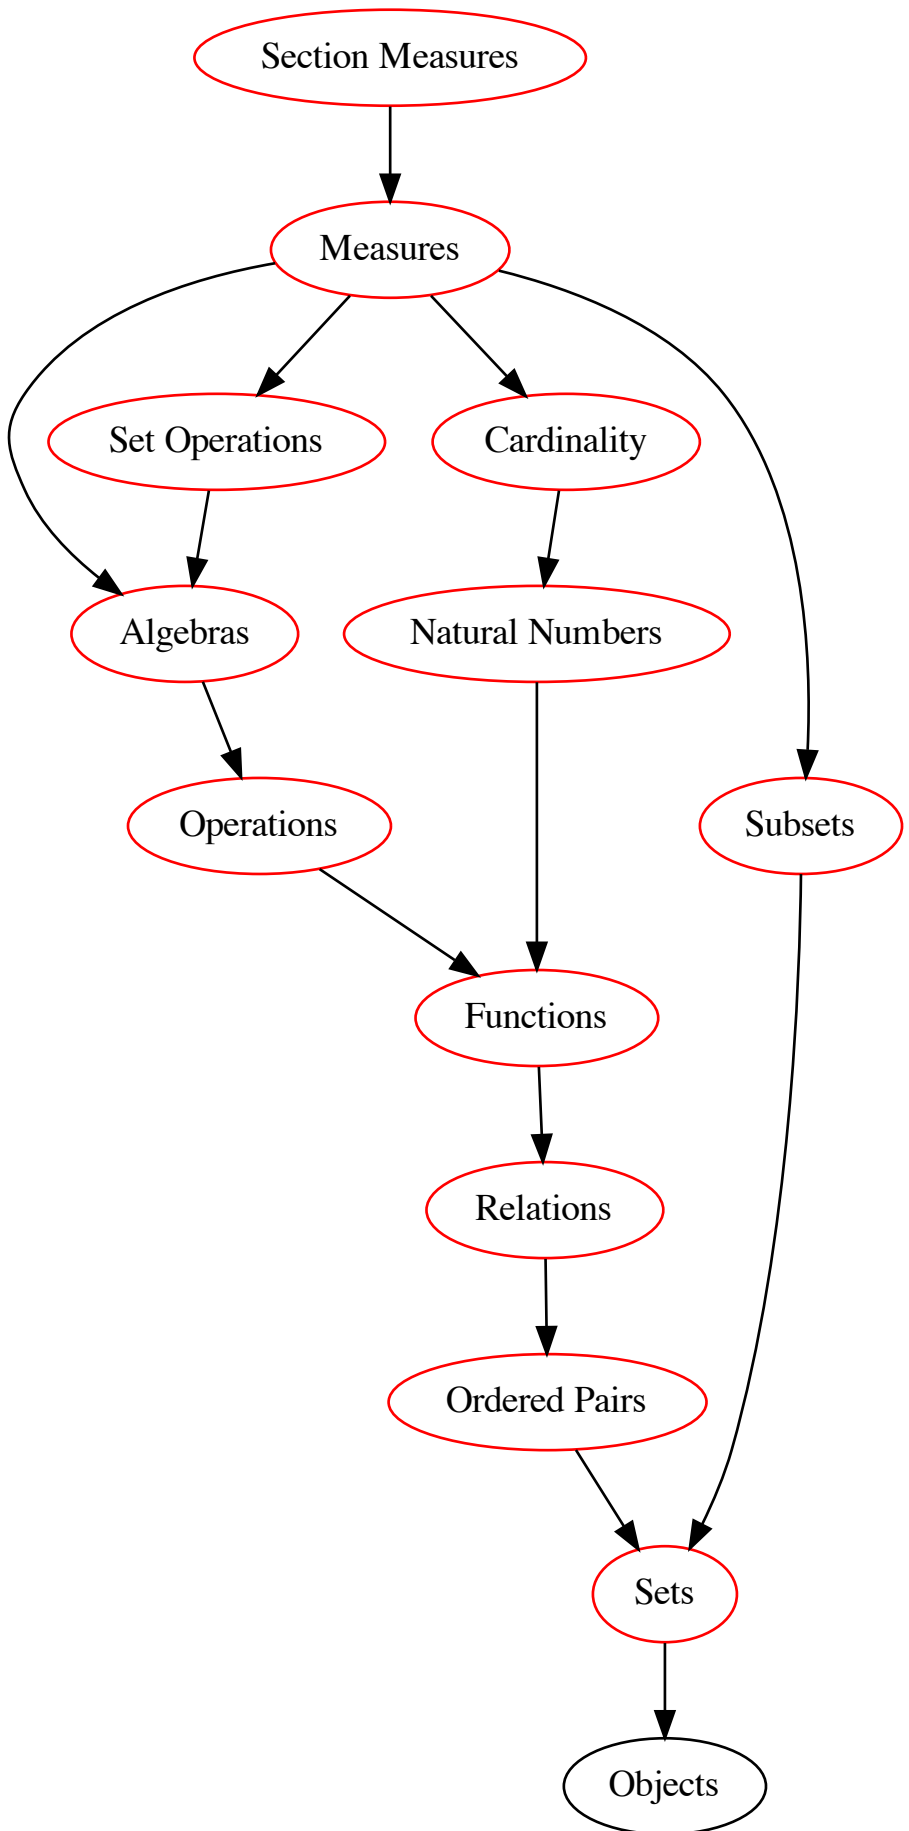 Section Measures
Measures
Set Operations
Cardinality
Algebras
Natural Numbers
Operations
Subsets
Functions
Relations
Ordered Pairs
Sets
Objects